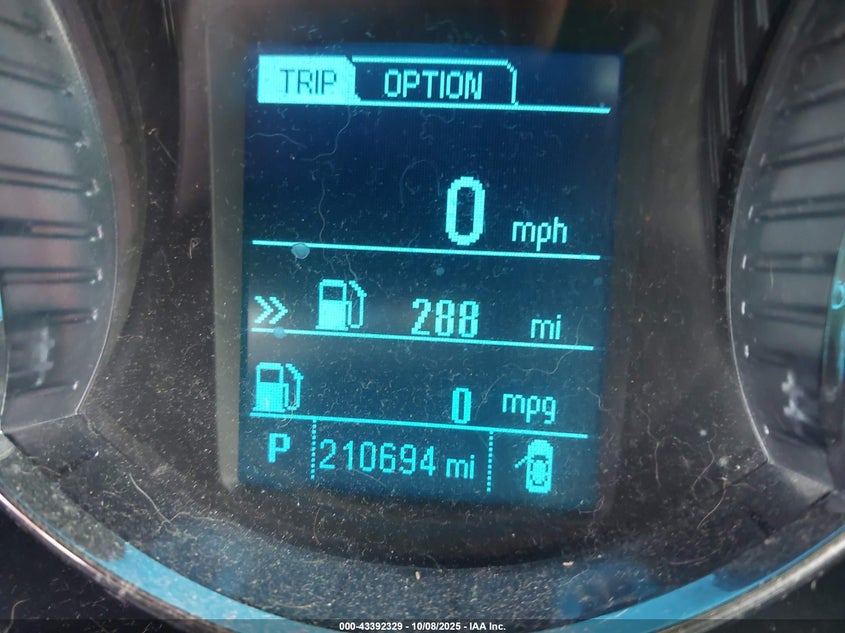 TRIP OPTION
0 mph
288 mi
0 mpg
P 210694 mi
000-43392329 - 10/08/2025 - IAA Inc.